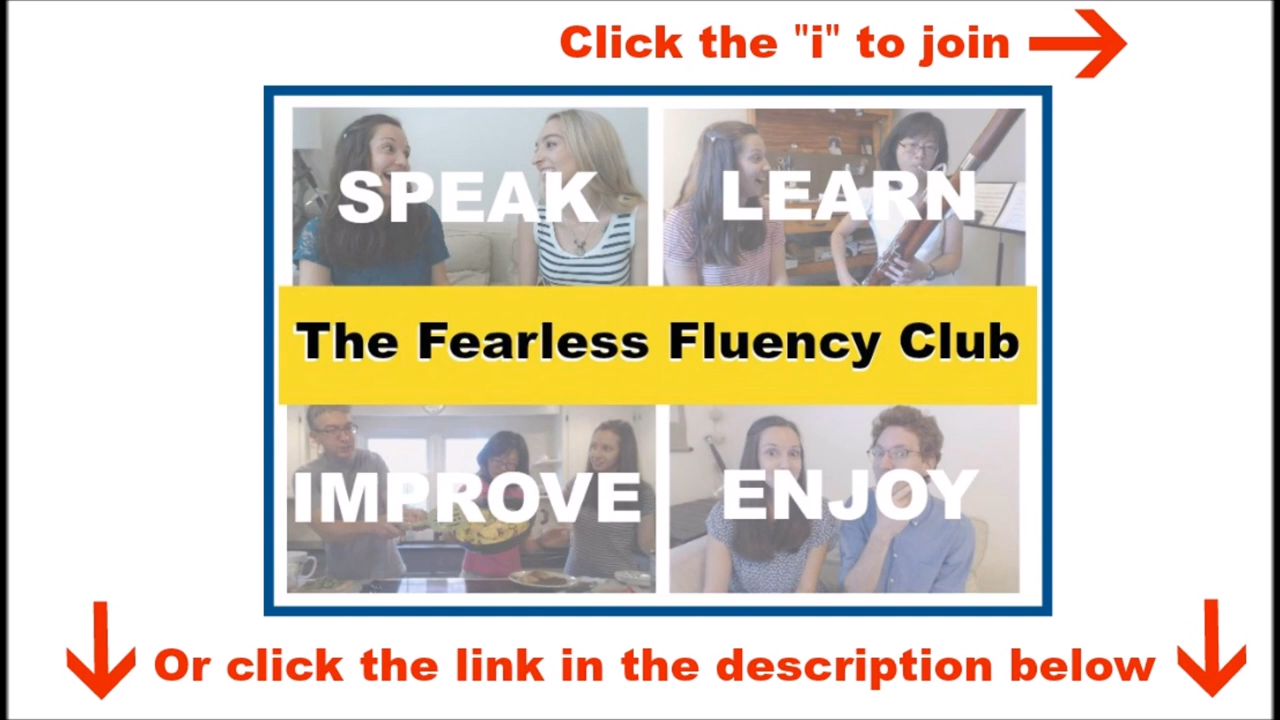 Click the "i" to join
SPEAK
LEARN
The Fearless Fluency Club
IMPROVE
ENJOY
Or click the link in the description below